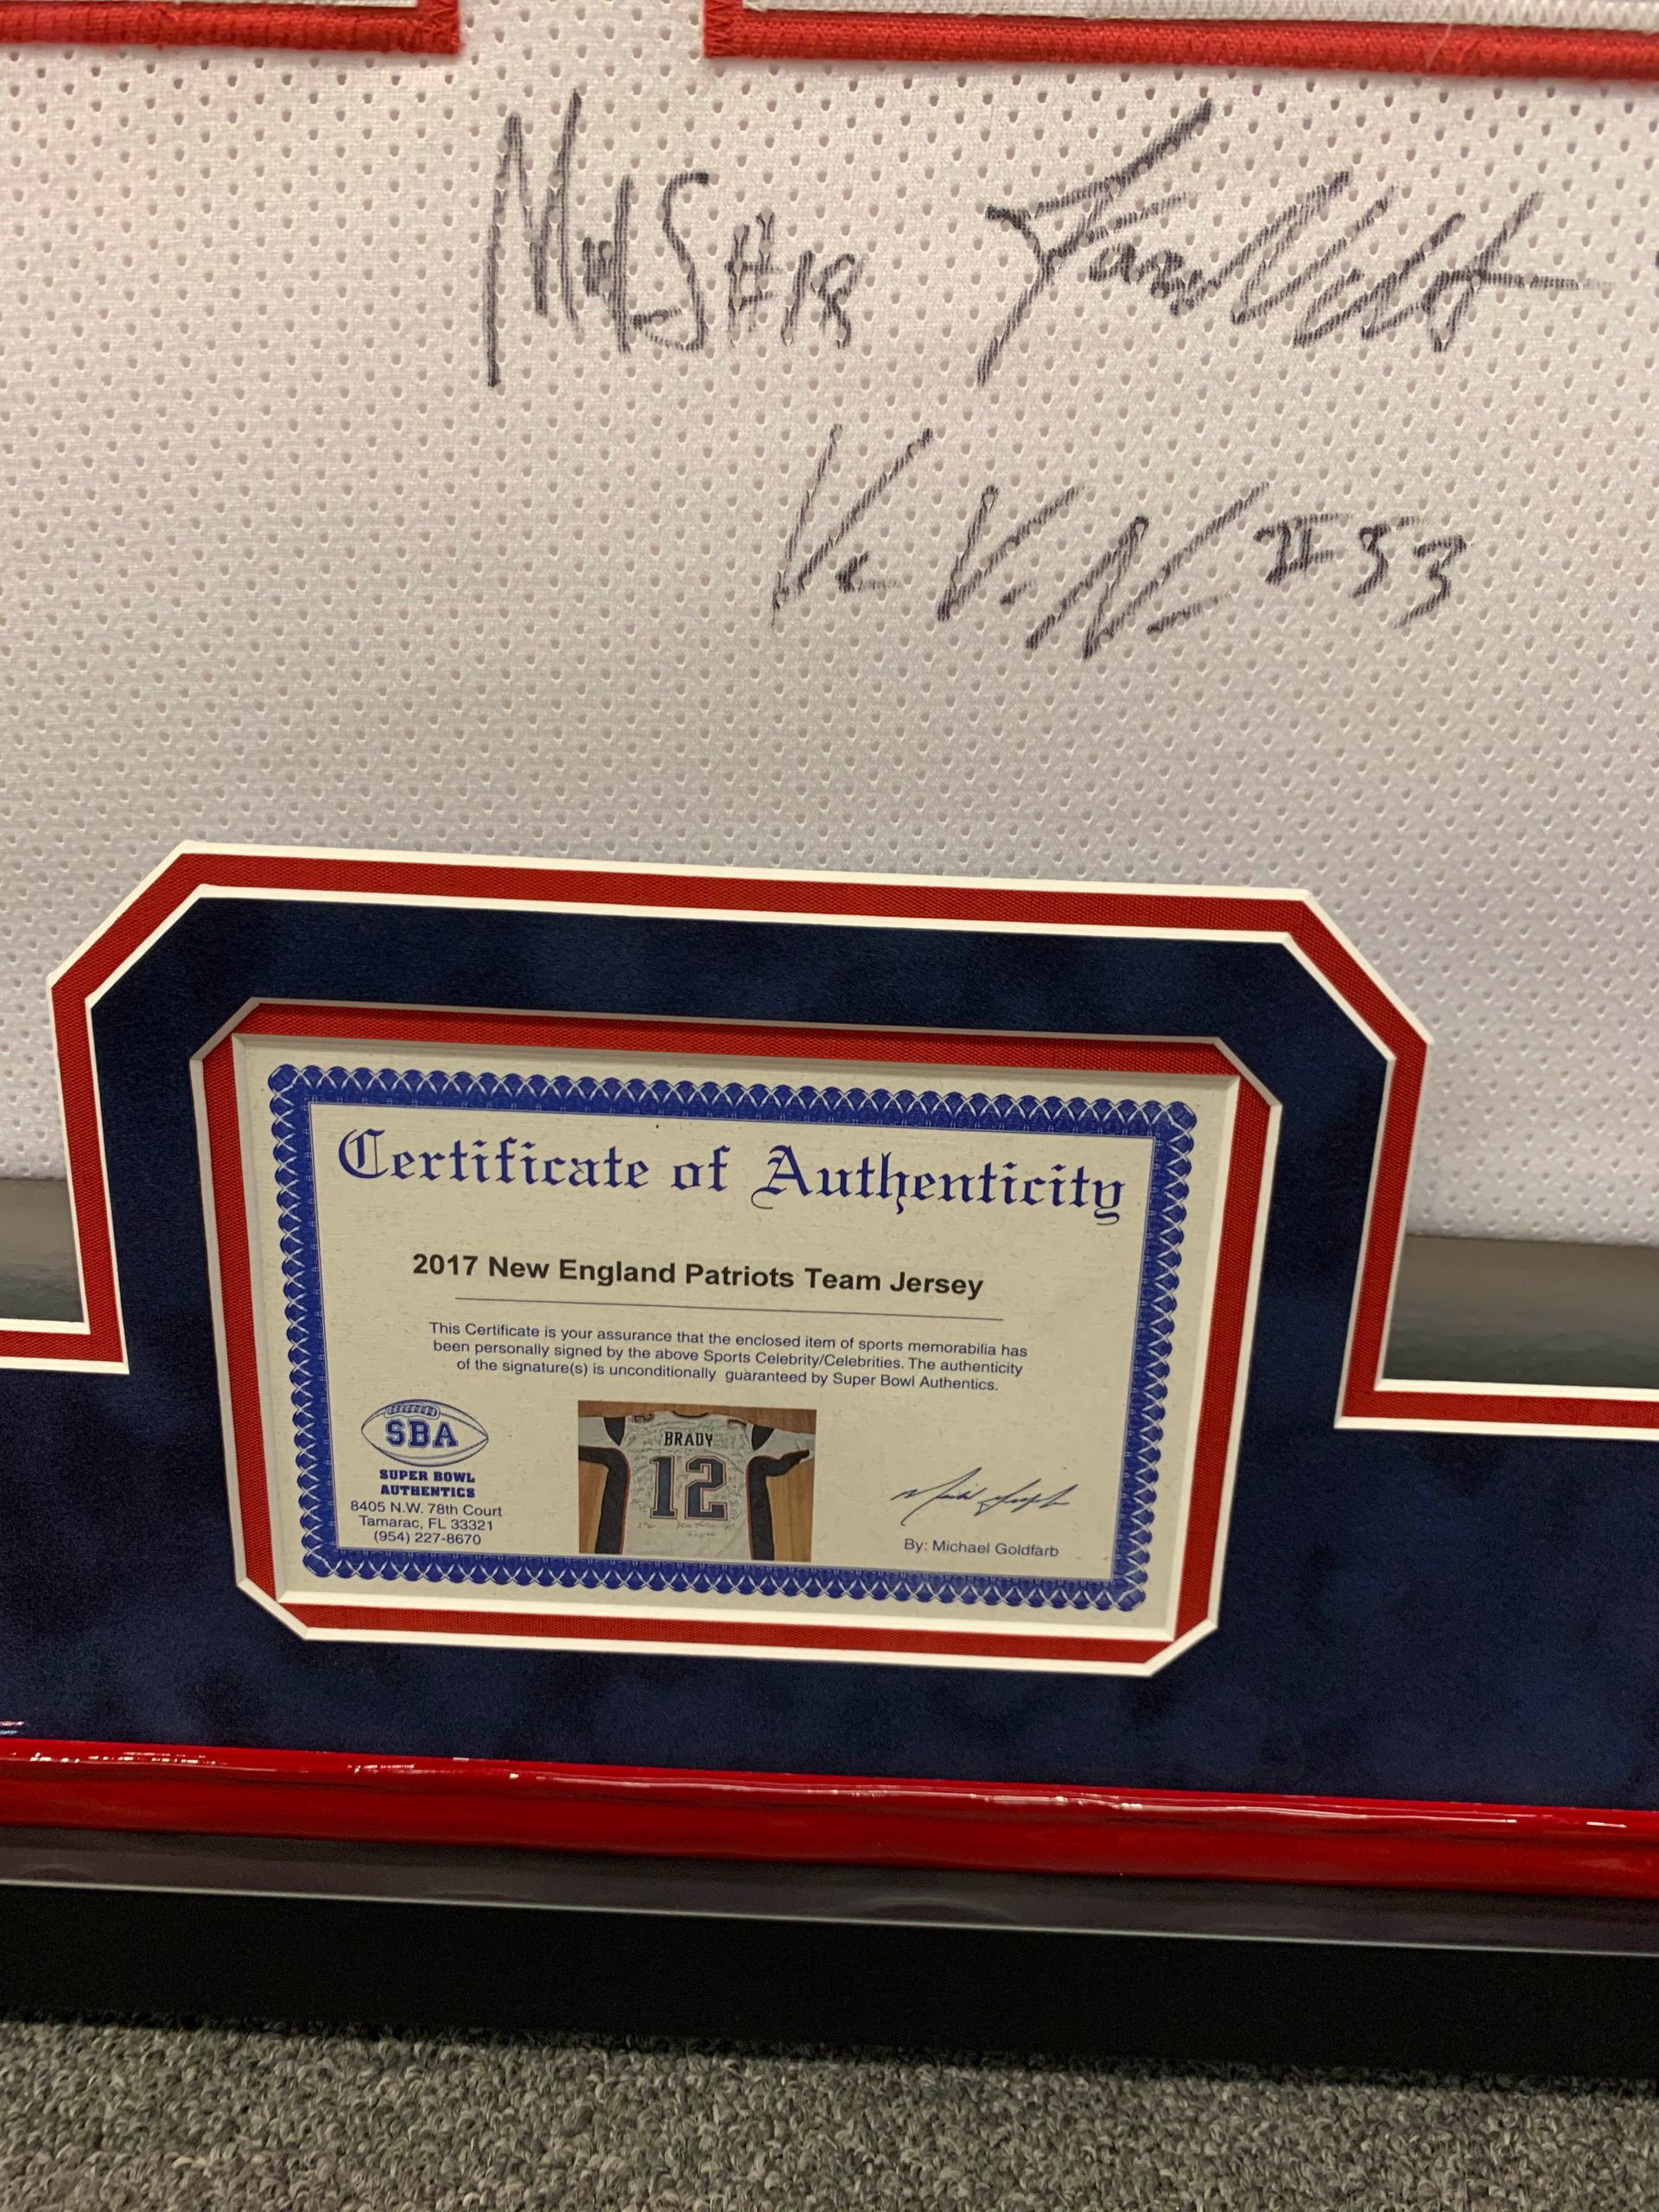 #18
#53
Certificate of Authenticity
2017 New England Patriots Team Jersey
This Certificate is your assurance that the enclosed item of sports memorabilia has
been personally signed by the above Sports Celebrity/Celebrities. The authenticity
of the signature(s) is unconditionally guaranteed by Super Bowl Authentics.
SBA
SUPER BOWL
AUTHENTICS
8405 N.W. 78th Court
Tamarac, FL 33321
(954) 227-8670
BRADY
12
By: Michael Goldfarb